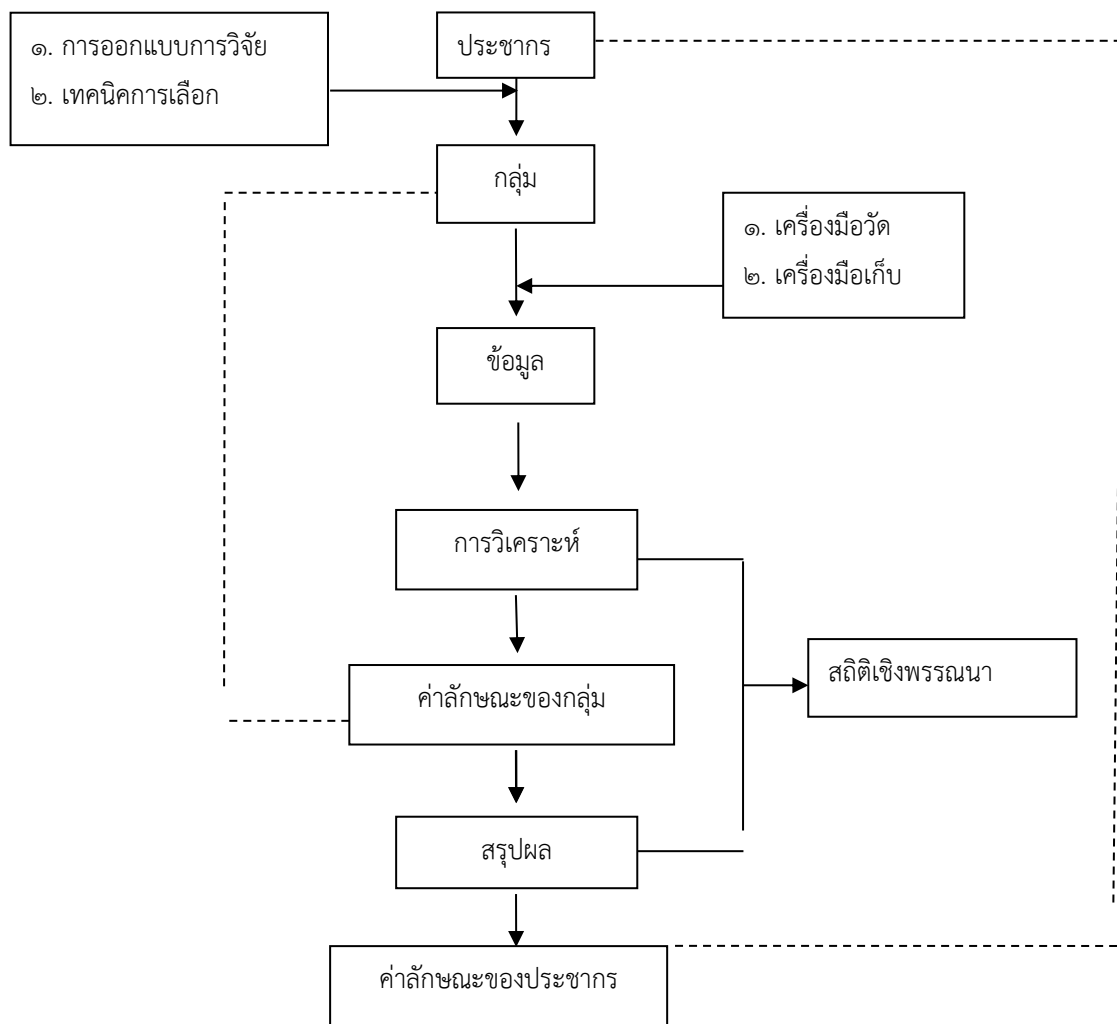 ๑. การออกแบบการวิจัย
๒. เทคนิคการเลือก
ประชากร
กลุ่ม
๑. เครื่องมือวัด
๒. เครื่องมือเก็บ
ข้อมูล
การวิเคราะห์
สถิติเชิงพรรณนา
ค่าลักษณะของกลุ่ม
สรุปผล
ค่าลักษณะของประชากร